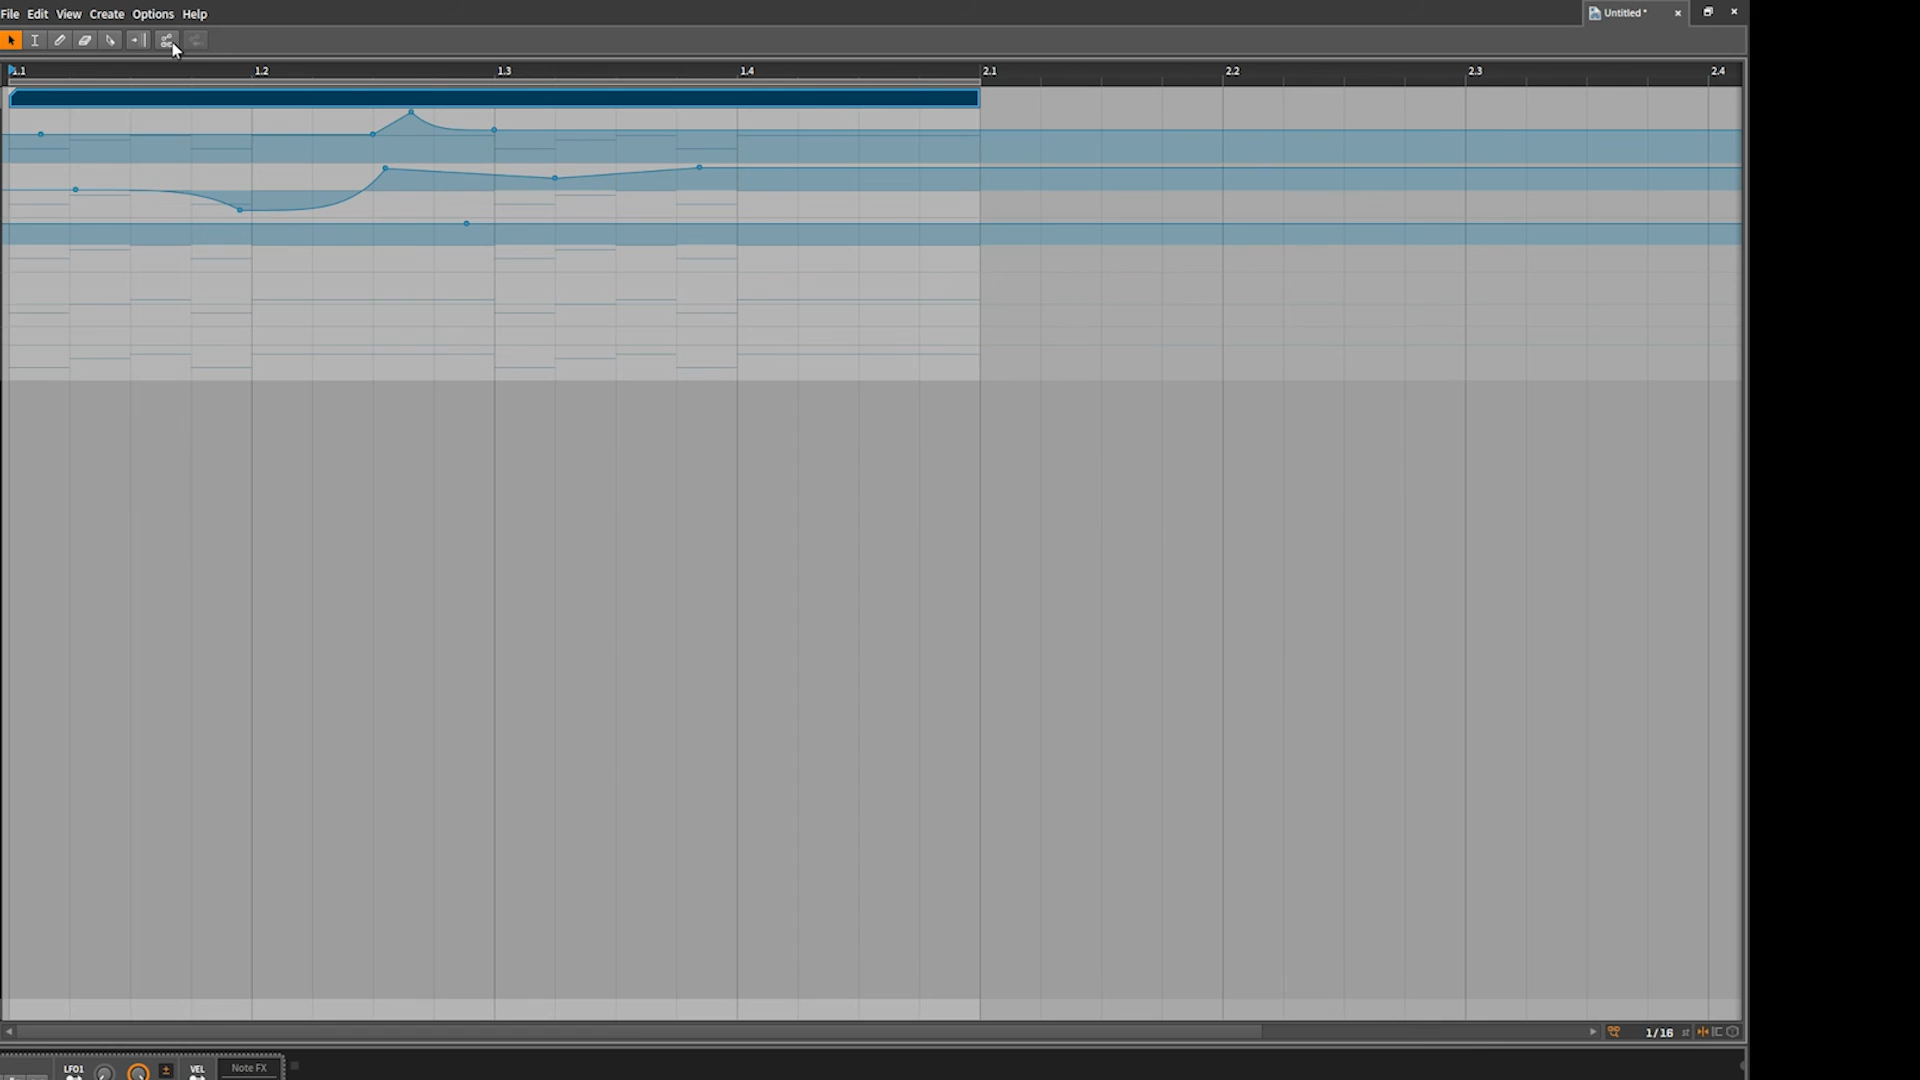 File Edit View Create Options Help
Untitled *
1.1 1.2 1.3 1.4 2.1 2.2 2.3 2.4
1/16
LFO1 VEL Note FX